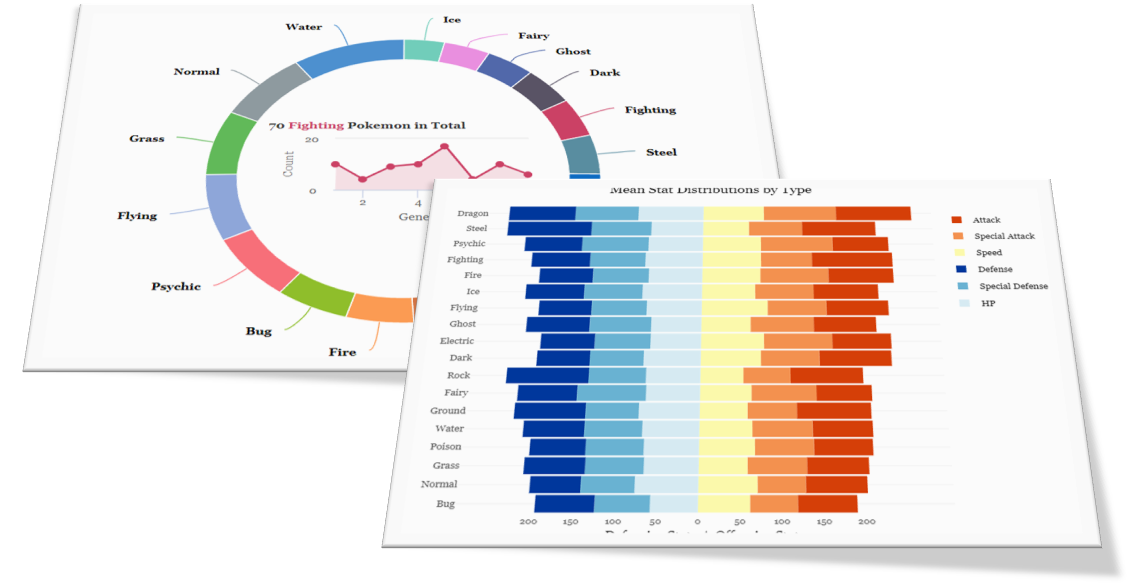 Ice
Water
Fairy
Ghost
Normal
Dark
Fighting
70 Fighting Pokemon in Total
Grass
20
Count
Steel
0
2
4
Gene
Flying
Psychic
Bug
Fire
Mean Stat Distributions by Type
Dragon
Steel
Psychic
Fighting
Fire
Ice
Flying
Ghost
Electric
Dark
Rock
Fairy
Ground
Water
Poison
Grass
Normal
Bug
Attack
Special Attack
Speed
Defense
Special Defense
HP
200 150 100 50 0 50 100 150 200